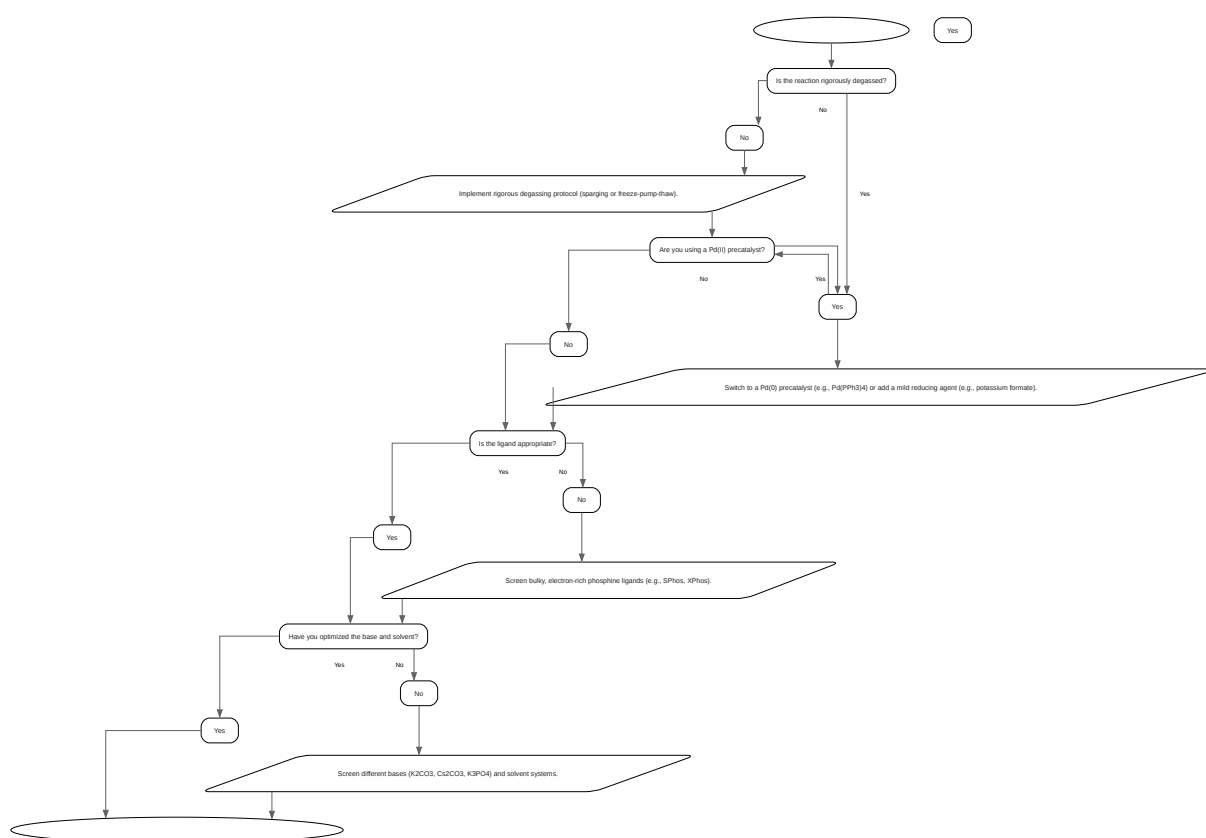 Yes
Is the reaction rigorously degassed?
No
No
Implement rigorous degassing protocol (sparging or freeze-pump-thaw).
Yes
Are you using a Pd(II) precatalyst?
No
Yes
Yes
No
Switch to a Pd(0) precatalyst (e.g., Pd(PPh3)4) or add a mild reducing agent (e.g., potassium formate).
Is the ligand appropriate?
Yes
No
No
Yes
Screen bulky, electron-rich phosphine ligands (e.g., SPhos, XPhos).
Have you optimized the base and solvent?
Yes
No
No
Yes
Screen different bases (K2CO3, Cs2CO3, K3PO4) and solvent systems.